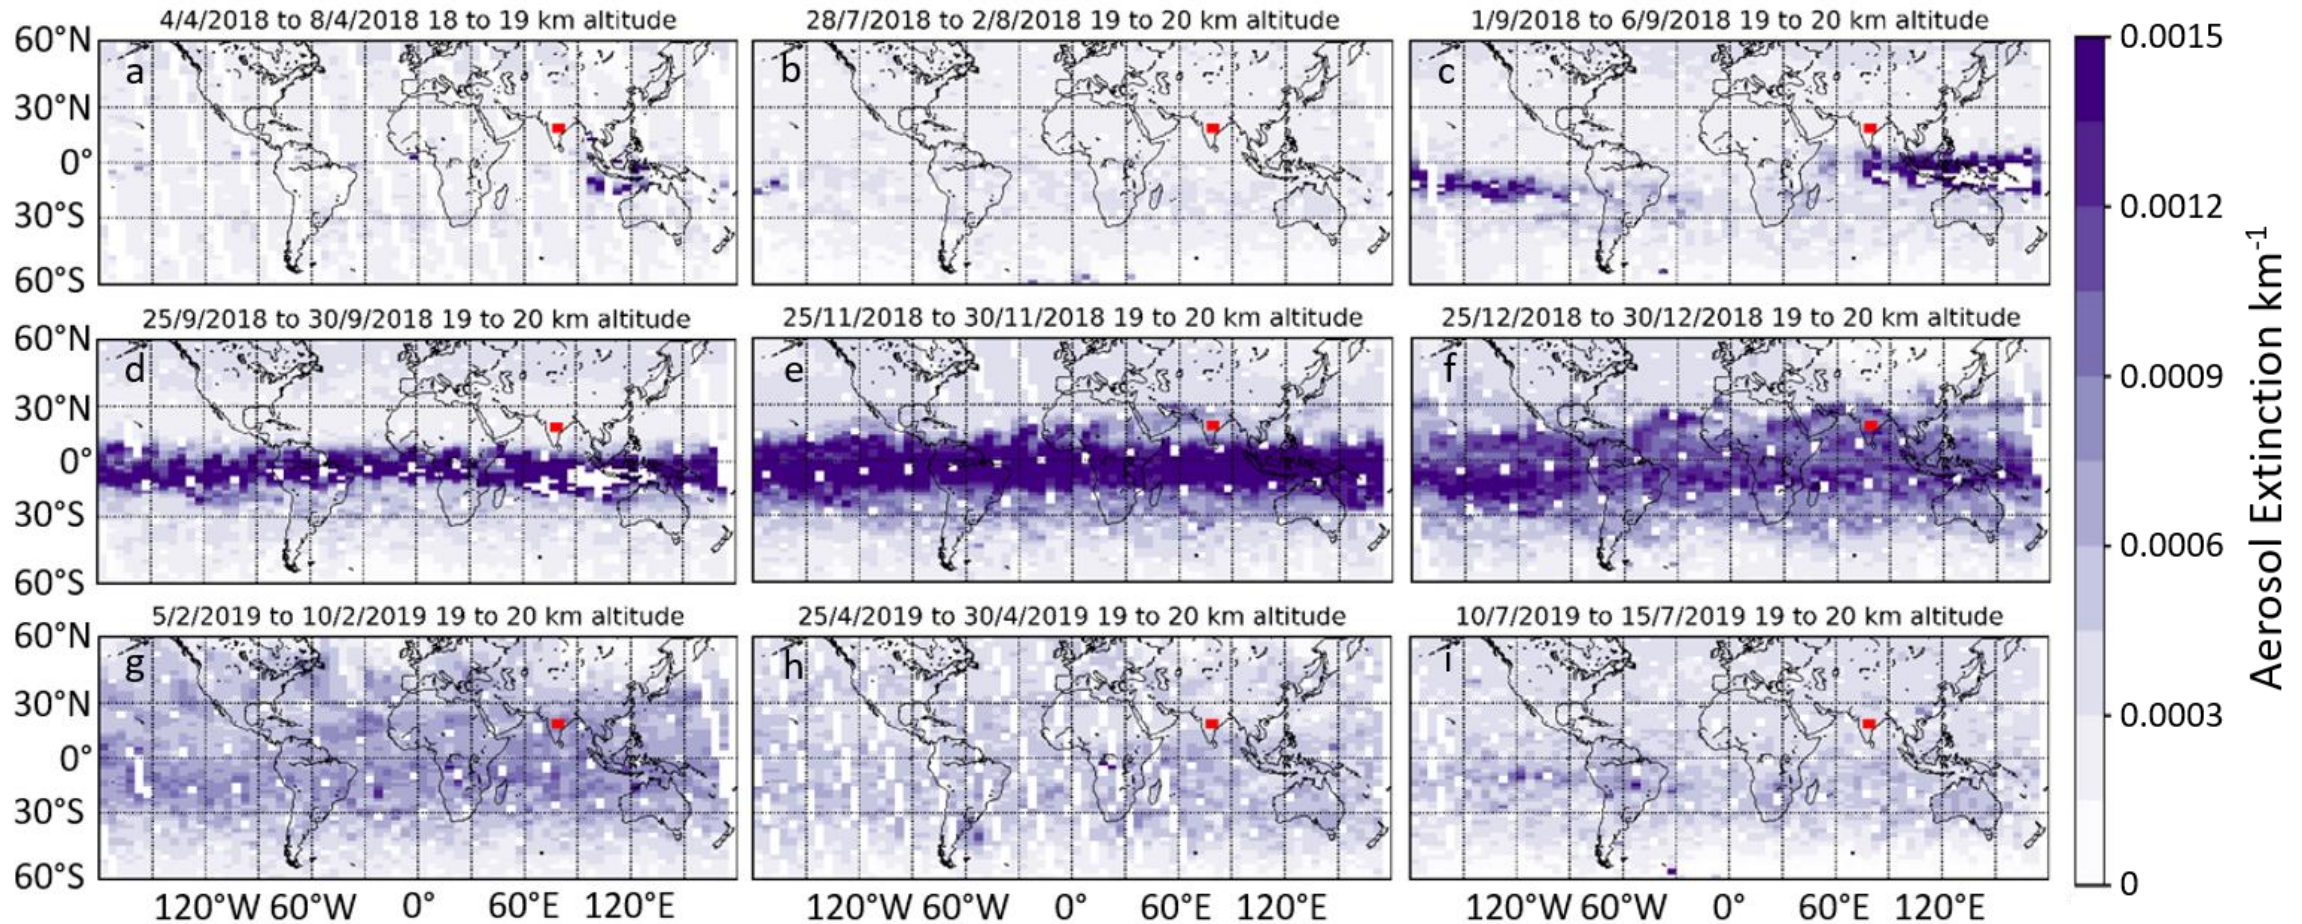 4/4/2018 to 8/4/2018 18 to 19 km altitude
28/7/2018 to 2/8/2018 19 to 20 km altitude
1/9/2018 to 6/9/2018 19 to 20 km altitude
60°N
30°N
0°
30°S
60°S
a
b
c
25/9/2018 to 30/9/2018 19 to 20 km altitude
25/11/2018 to 30/11/2018 19 to 20 km altitude
25/12/2018 to 30/12/2018 19 to 20 km altitude
60°N
30°N
0°
30°S
60°S
d
e
f
5/2/2019 to 10/2/2019 19 to 20 km altitude
25/4/2019 to 30/4/2019 19 to 20 km altitude
10/7/2019 to 15/7/2019 19 to 20 km altitude
60°N
30°N
0°
30°S
60°S
g
h
i
120°W 60°W 0° 60°E 120°E
120°W 60°W 0° 60°E 120°E
120°W 60°W 0° 60°E 120°E
0.0015
0.0012
0.0009
0.0006
0.0003
0
Aerosol Extinction km⁻¹